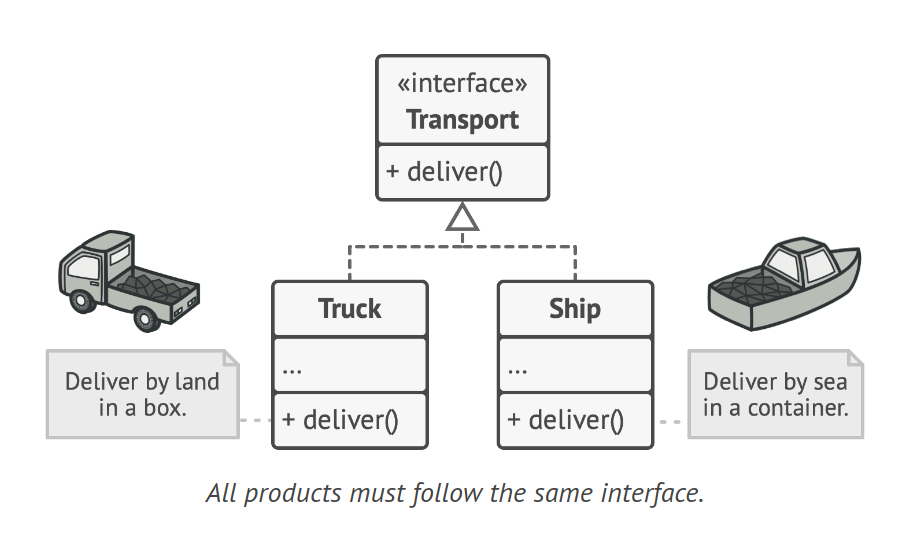 «interface»
Transport
+ deliver()
Truck
...
+ deliver()
Ship
...
+ deliver()
Deliver by land
in a box.
Deliver by sea
in a container.
All products must follow the same interface.